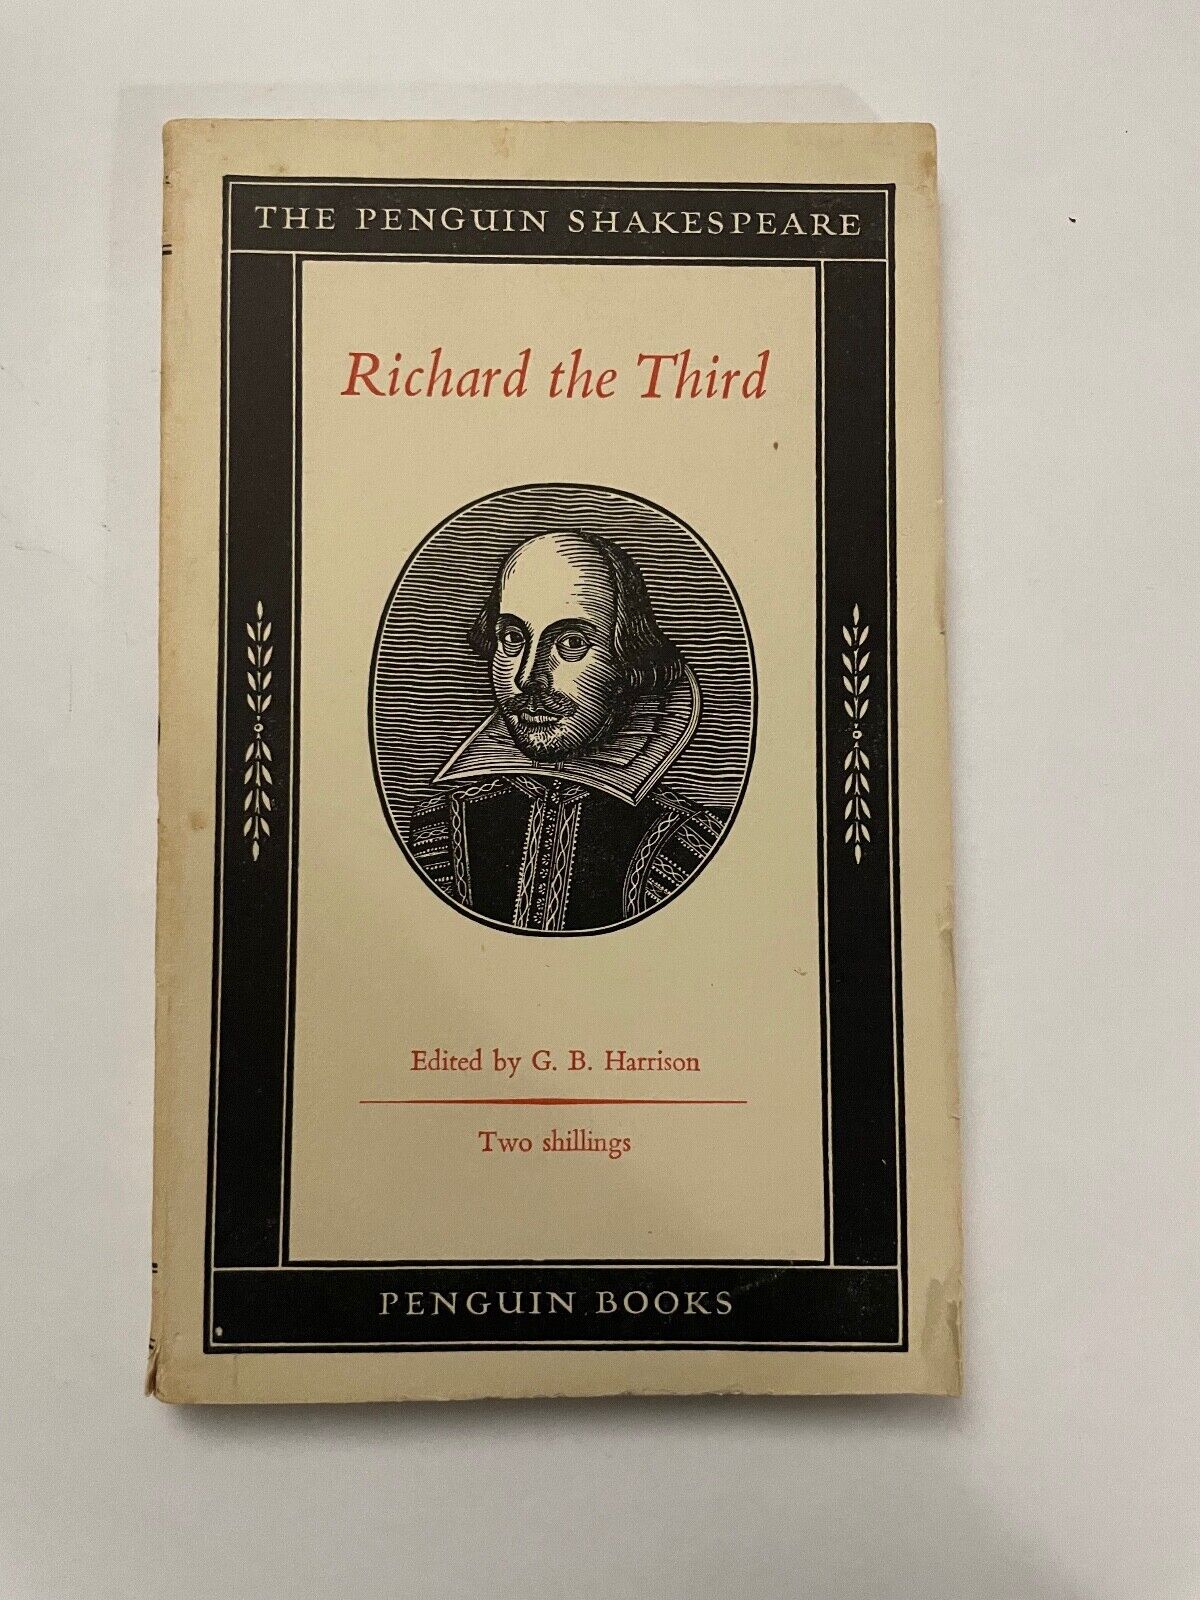 THE PENGUIN SHAKESPEARE
Richard the Third
Edited by G. B. Harrison
Two shillings
PENGUIN BOOKS